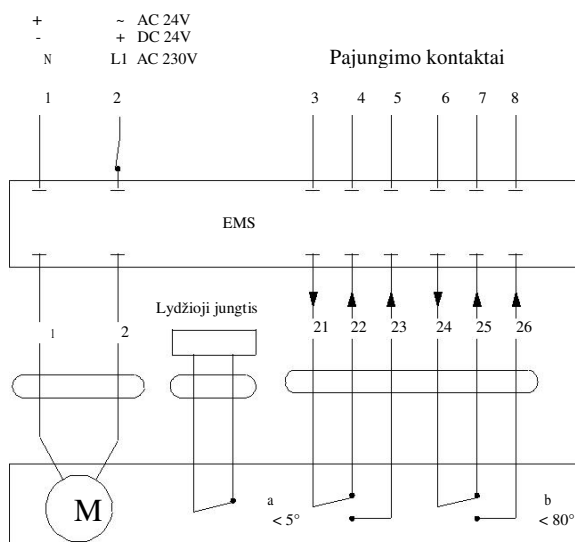 + ~ AC 24V
- + DC 24V
N L1 AC 230V
Pajungimo kontaktai
1 2 3 4 5 6 7 8
EMS
Lydžioji jungtis
1 2 21 22 23 24 25 26
M
a b
< 5° < 80°